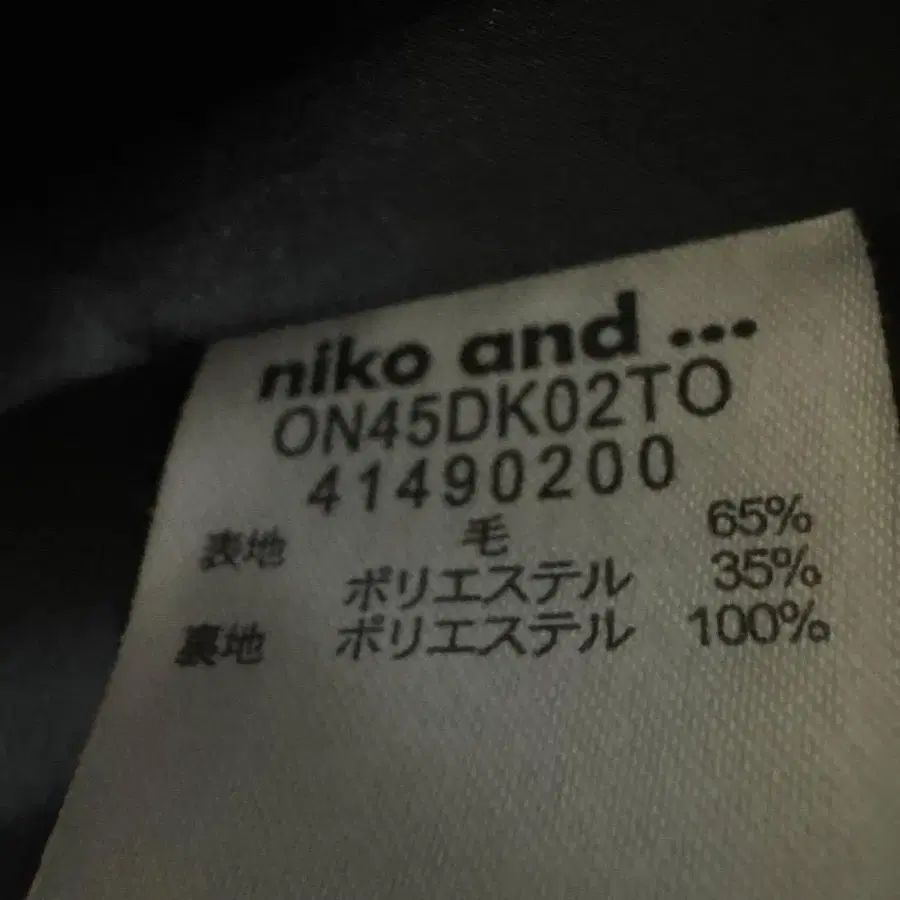 niko and ...
ON45DK02TO
41490200
表地 毛 65%
ポリエステル 35%
裏地 ポリエステル 100%